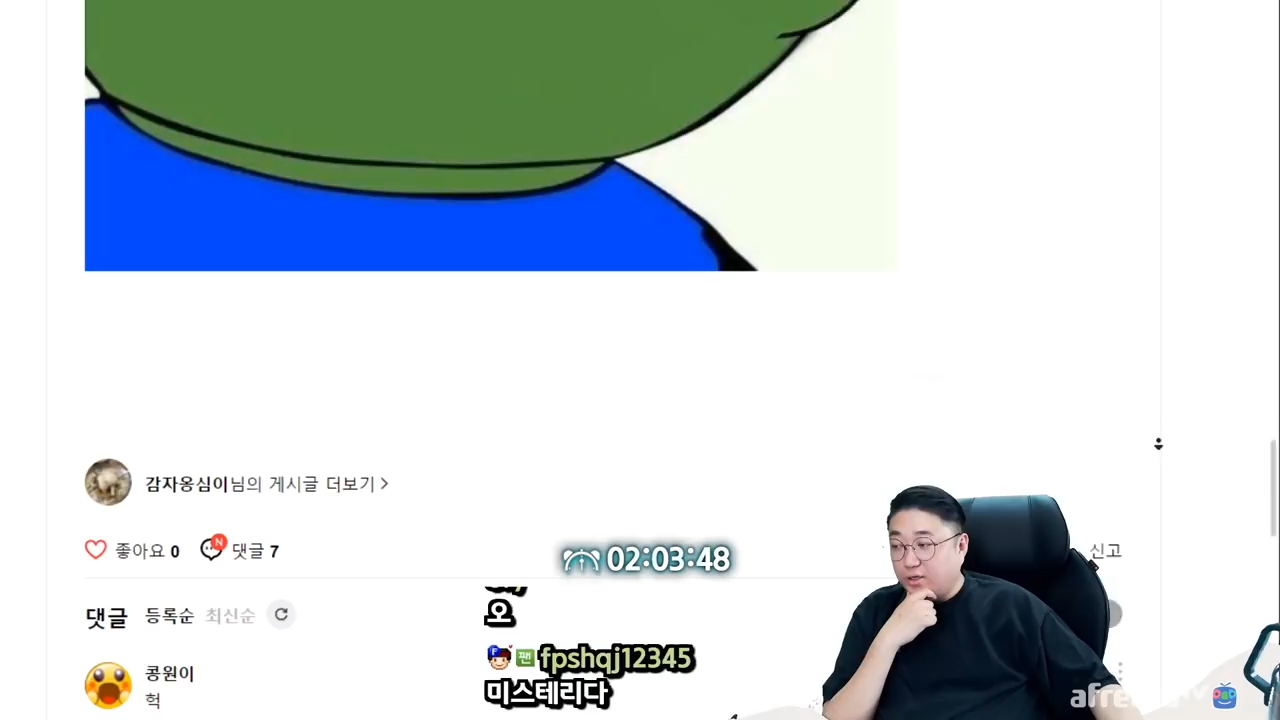 감자옹심이님의 게시글 더보기 >
좋아요 0 댓글 7
N
02:03:48
신고
댓글 등록순 최신순
오
콩원이
헉
팬 fpshqj12345
미스테리다